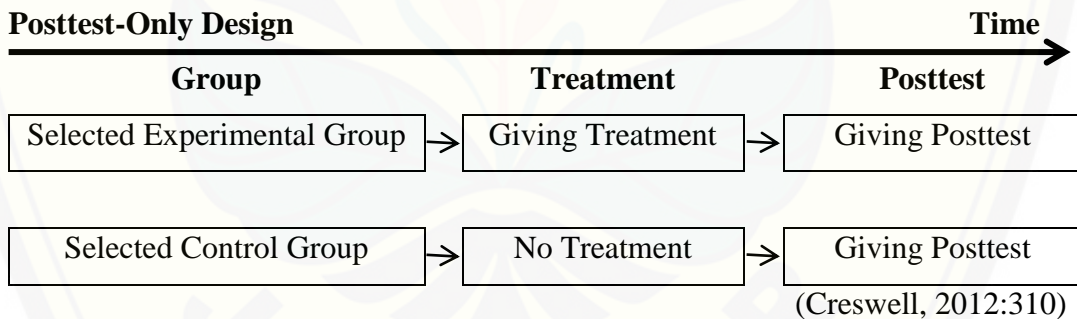 Posttest-Only Design Time
Group Treatment Posttest
Selected Experimental Group Giving Treatment Giving Posttest
Selected Control Group No Treatment Giving Posttest
(Creswell, 2012:310)